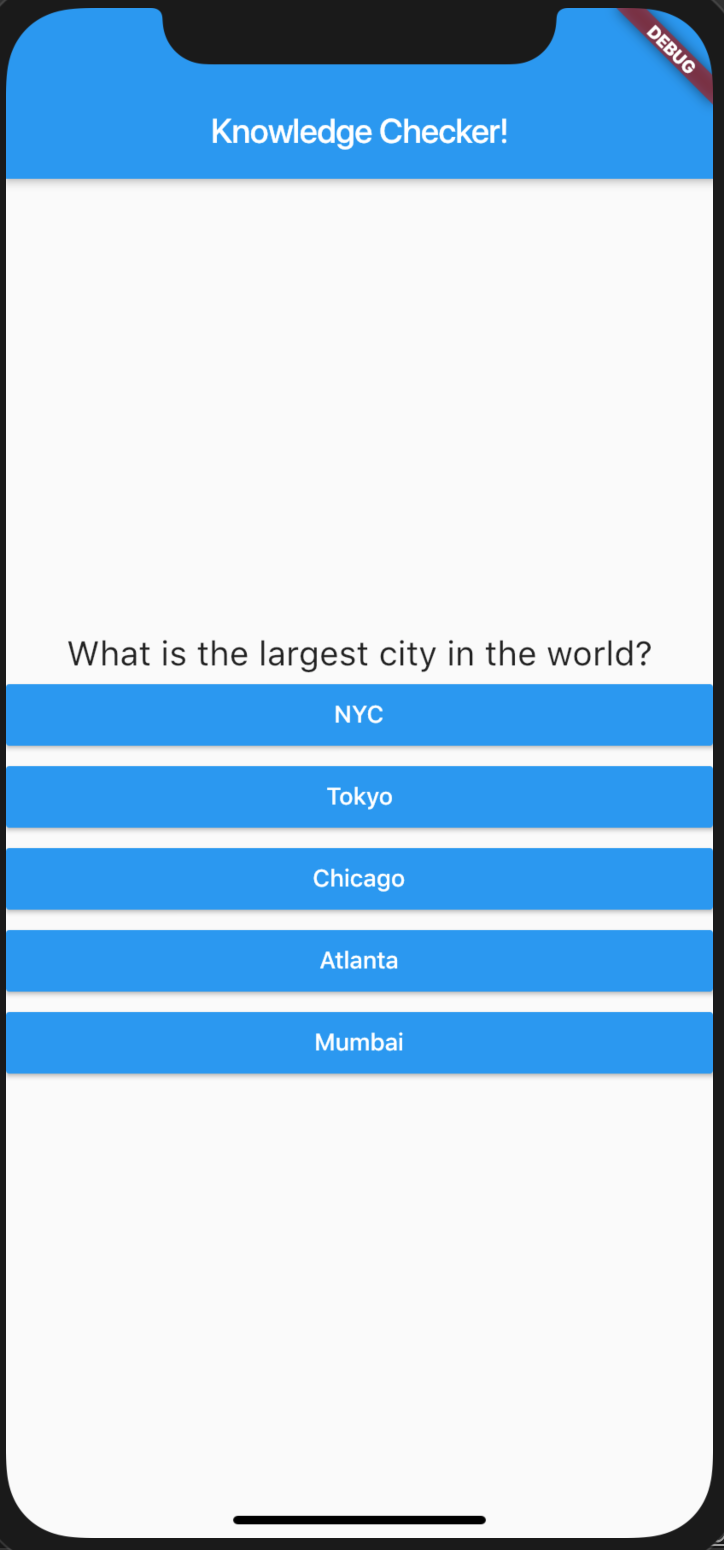 DEBUG
Knowledge Checker!
What is the largest city in the world?
NYC
Tokyo
Chicago
Atlanta
Mumbai